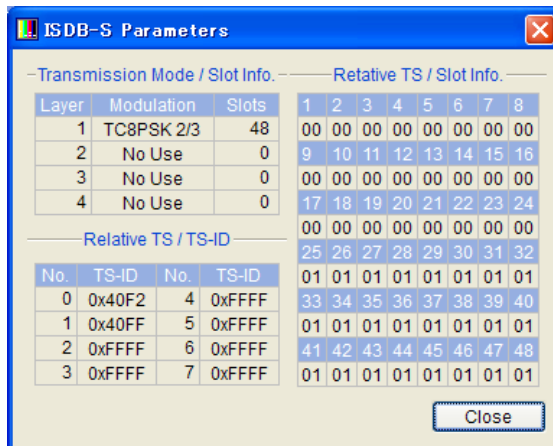 ISDB-S Parameters
Transmission Mode / Slot Info.
Layer Modulation Slots
1 TC8PSK 2/3 48
2 No Use 0
3 No Use 0
4 No Use 0
Relative TS / TS-ID
No. TS-ID No. TS-ID
0 0x40F2 4 0xFFFF
1 0x40FF 5 0xFFFF
2 0xFFFF 6 0xFFFF
3 0xFFFF 7 0xFFFF
Retative TS / Slot Info.
1 2 3 4 5 6 7 8
00 00 00 00 00 00 00 00
9 10 11 12 13 14 15 16
00 00 00 00 00 00 00 00
17 18 19 20 21 22 23 24
00 00 00 00 00 00 00 00
25 26 27 28 29 30 31 32
01 01 01 01 01 01 01 01
33 34 35 36 37 38 39 40
01 01 01 01 01 01 01 01
41 42 43 44 45 46 47 48
01 01 01 01 01 01 01 01
Close